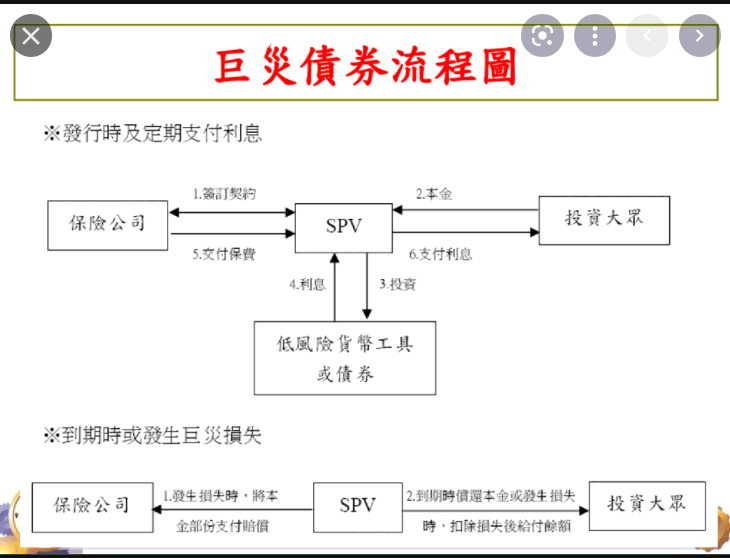 巨災債券流程圖
※發行時及定期支付利息
1.簽訂契約
2.本金
保險公司
SPV
投資大眾
5.交付保費
6.支付利息
4.利息
3.投資
低風險貨幣工具
或債券
※到期時或發生巨災損失
保險公司
1.發生損失時，將本
金部份支付賠償
SPV
2.到期時償還本金或發生損失
時，扣除損失後給付餘額
投資大眾